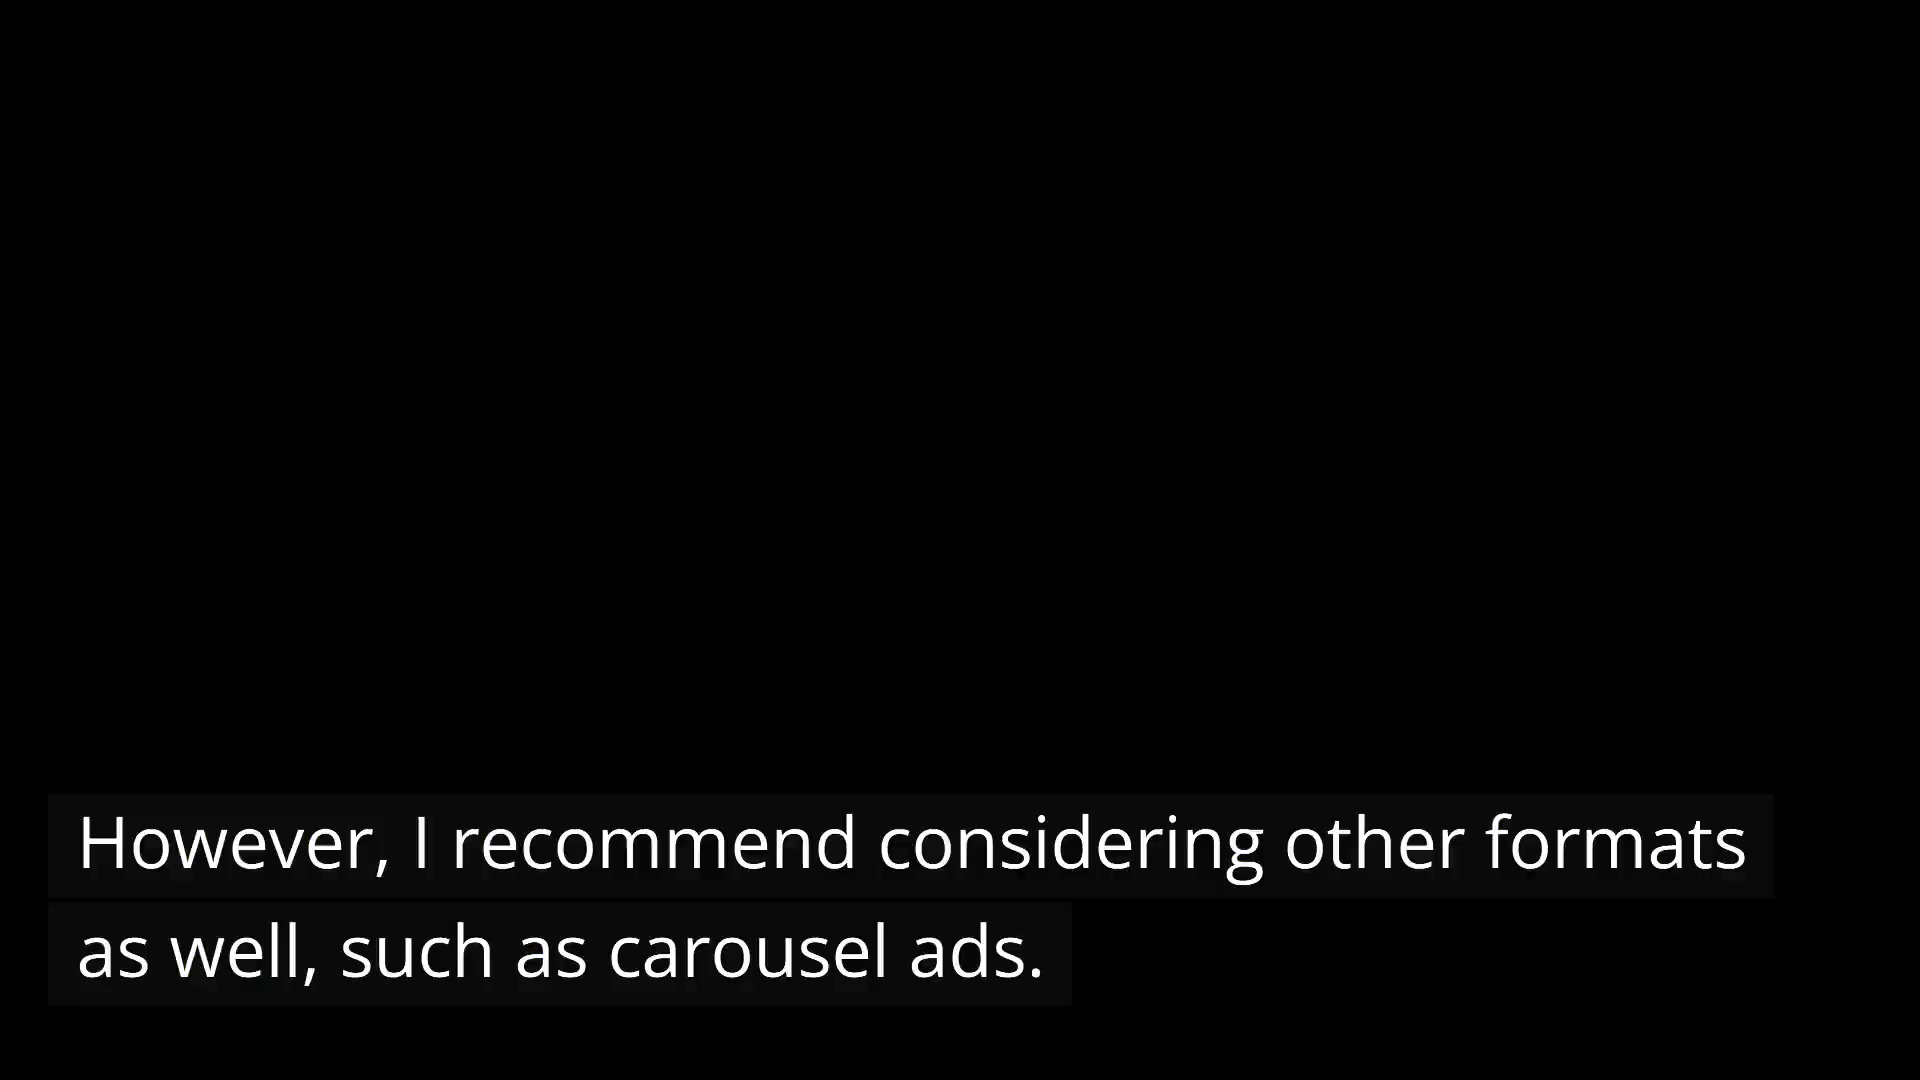 However, I recommend considering other formats
as well, such as carousel ads.